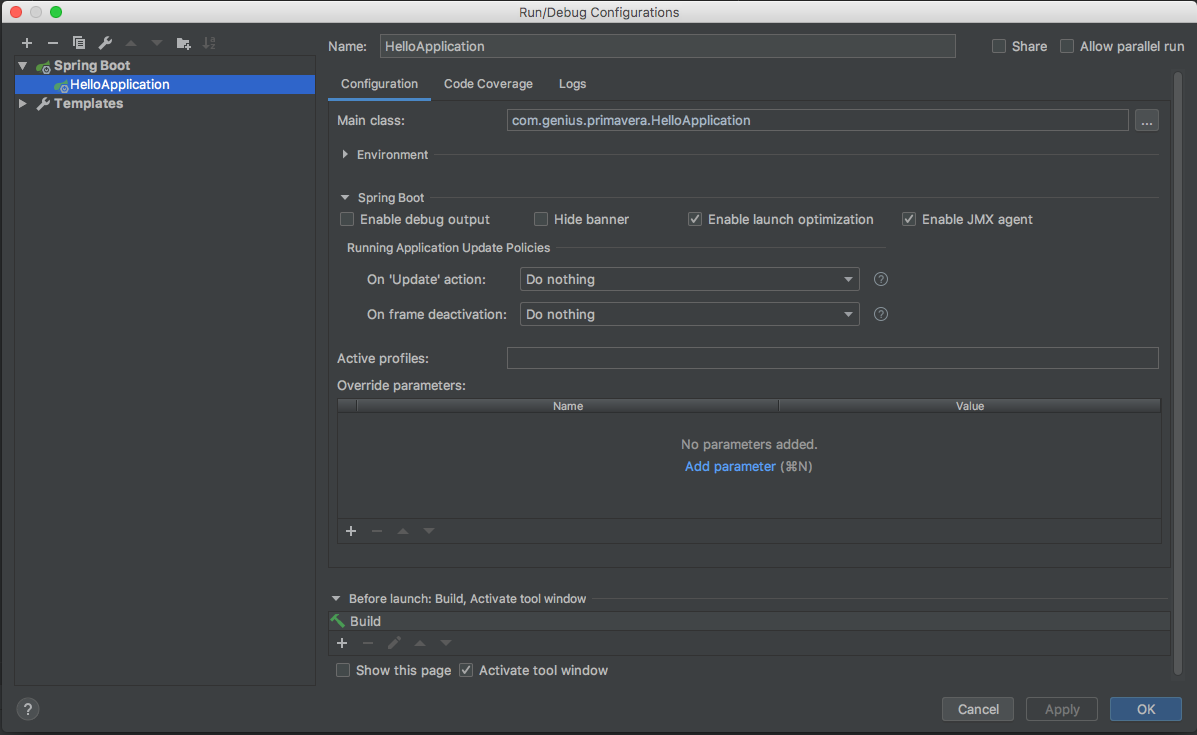 Run/Debug Configurations
Spring Boot
HelloApplication
Templates
Name: HelloApplication Share Allow parallel run
Configuration Code Coverage Logs
Main class: com.genius.primavera.HelloApplication ...
Environment
Spring Boot
Enable debug output Hide banner Enable launch optimization Enable JMX agent
Running Application Update Policies
On 'Update' action: Do nothing ?
On frame deactivation: Do nothing ?
Active profiles:
Override parameters:
Name Value
No parameters added.
Add parameter (⌘N)
Before launch: Build, Activate tool window
Build
Show this page Activate tool window
? Cancel Apply OK